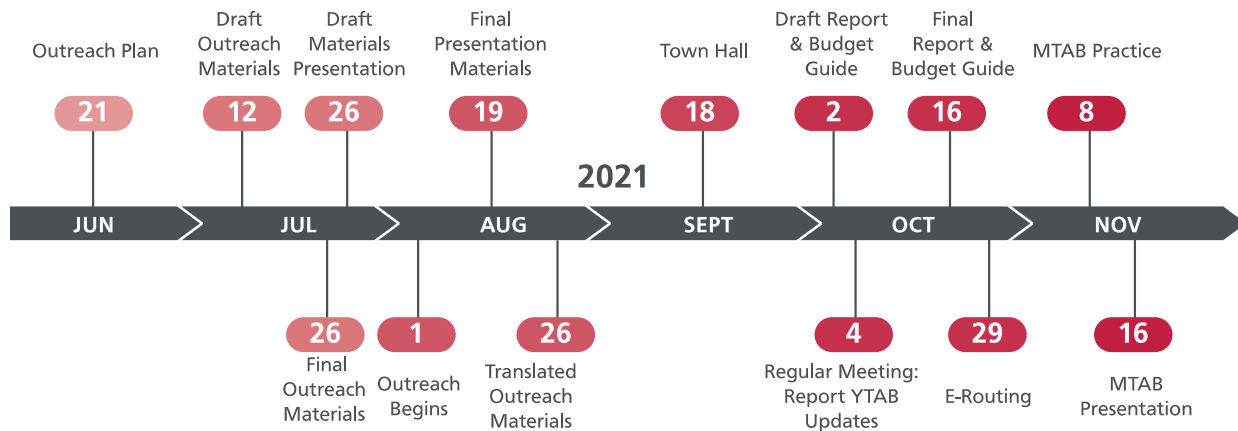 Outreach Plan
21
Draft
Outreach
Materials
12
Draft
Materials
Presentation
26
Final
Presentation
Materials
19
Town Hall
18
Draft Report
& Budget
Guide
2
Final
Report &
Budget Guide
16
MTAB Practice
8
2021
JUN
JUL
AUG
SEPT
OCT
NOV
26
Final
Outreach
Materials
1
Outreach
Begins
26
Translated
Outreach
Materials
4
Regular Meeting:
Report YTAB
Updates
29
E-Routing
16
MTAB
Presentation